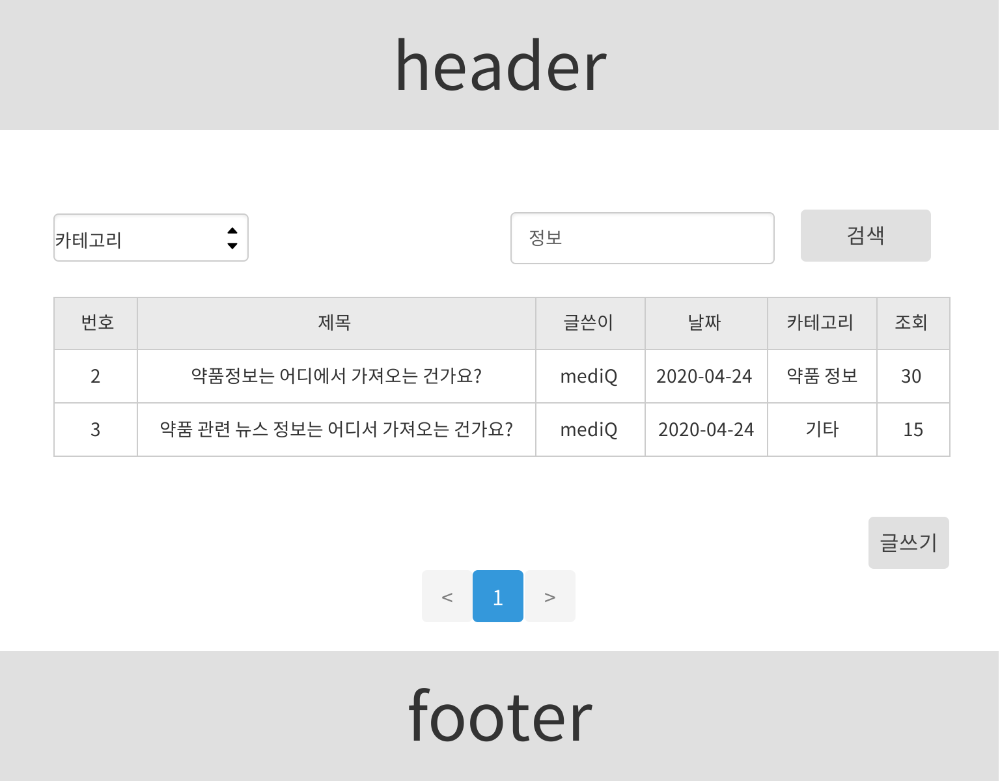 header
카테고리
정보
검색
번호 제목 글쓴이 날짜 카테고리 조회
2 약품정보는 어디에서 가져오는 건가요? mediQ 2020-04-24 약품 정보 30
3 약품 관련 뉴스 정보는 어디서 가져오는 건가요? mediQ 2020-04-24 기타 15
글쓰기
< 1 >
footer